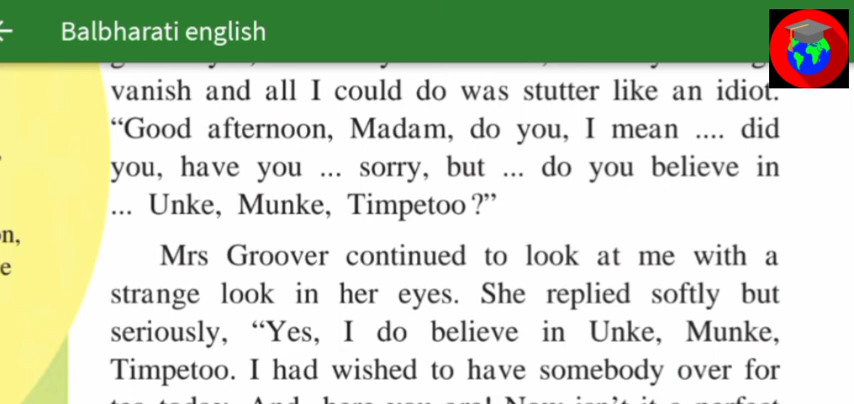 Balbharati english
vanish and all I could do was stutter like an idiot.
“Good afternoon, Madam, do you, I mean .... did
you, have you ... sorry, but ... do you believe in
... Unke, Munke, Timpetoo?”
on,
e
Mrs Groover continued to look at me with a
strange look in her eyes. She replied softly but
seriously, “Yes, I do believe in Unke, Munke,
Timpetoo. I had wished to have somebody over for